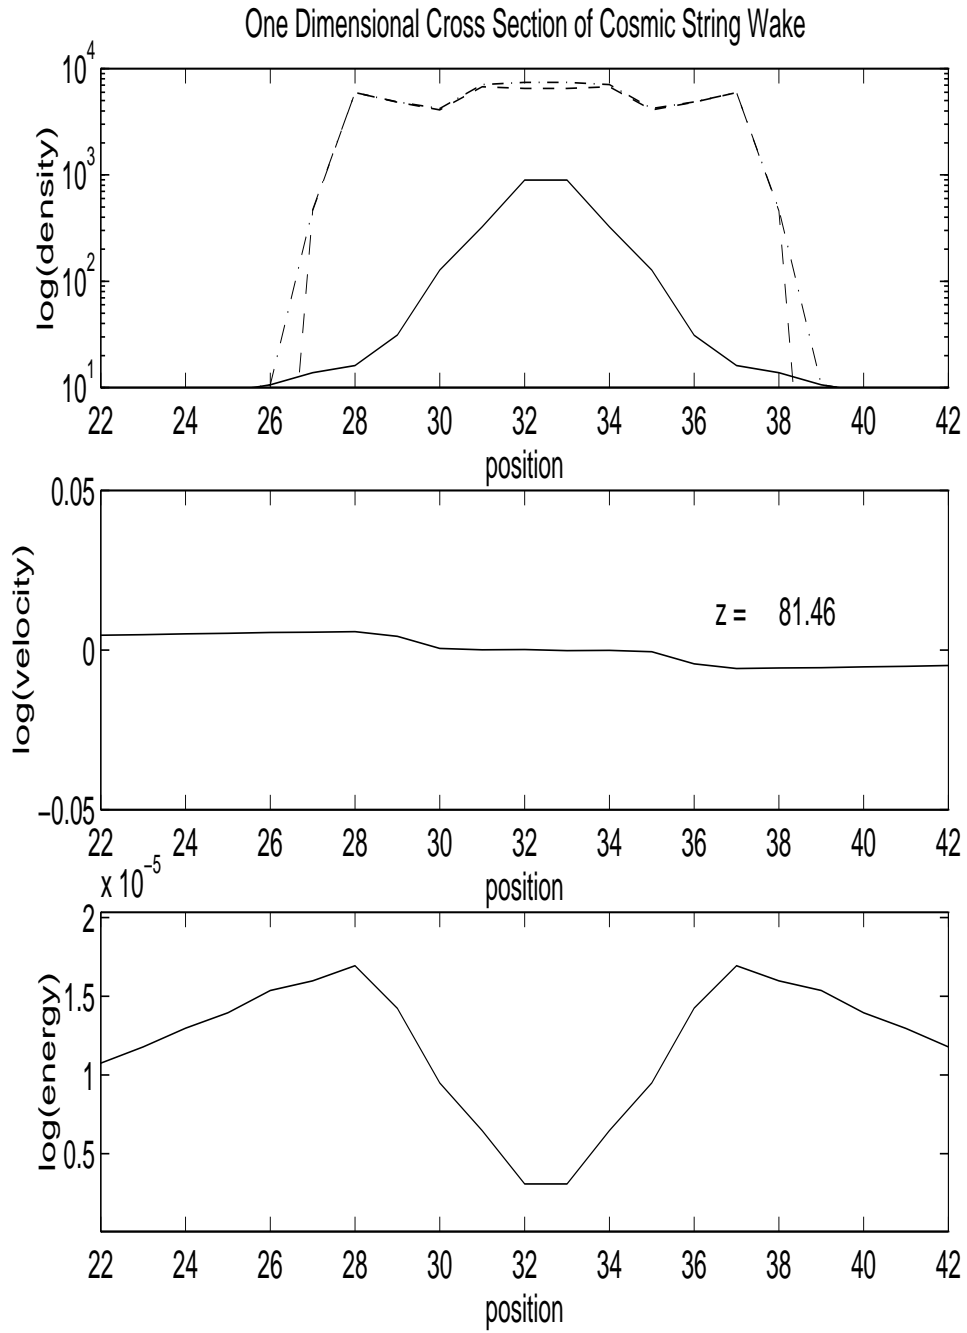 One Dimensional Cross Section of Cosmic String Wake
10^4
10^3
10^2
10^1
log(density)
22 24 26 28 30 32 34 36 38 40 42
position
0.05
0
−0.05
log(velocity)
z = 81.46
22 24 26 28 30 32 34 36 38 40 42
position
x 10^−5
2
1.5
1
0.5
log(energy)
22 24 26 28 30 32 34 36 38 40 42
position